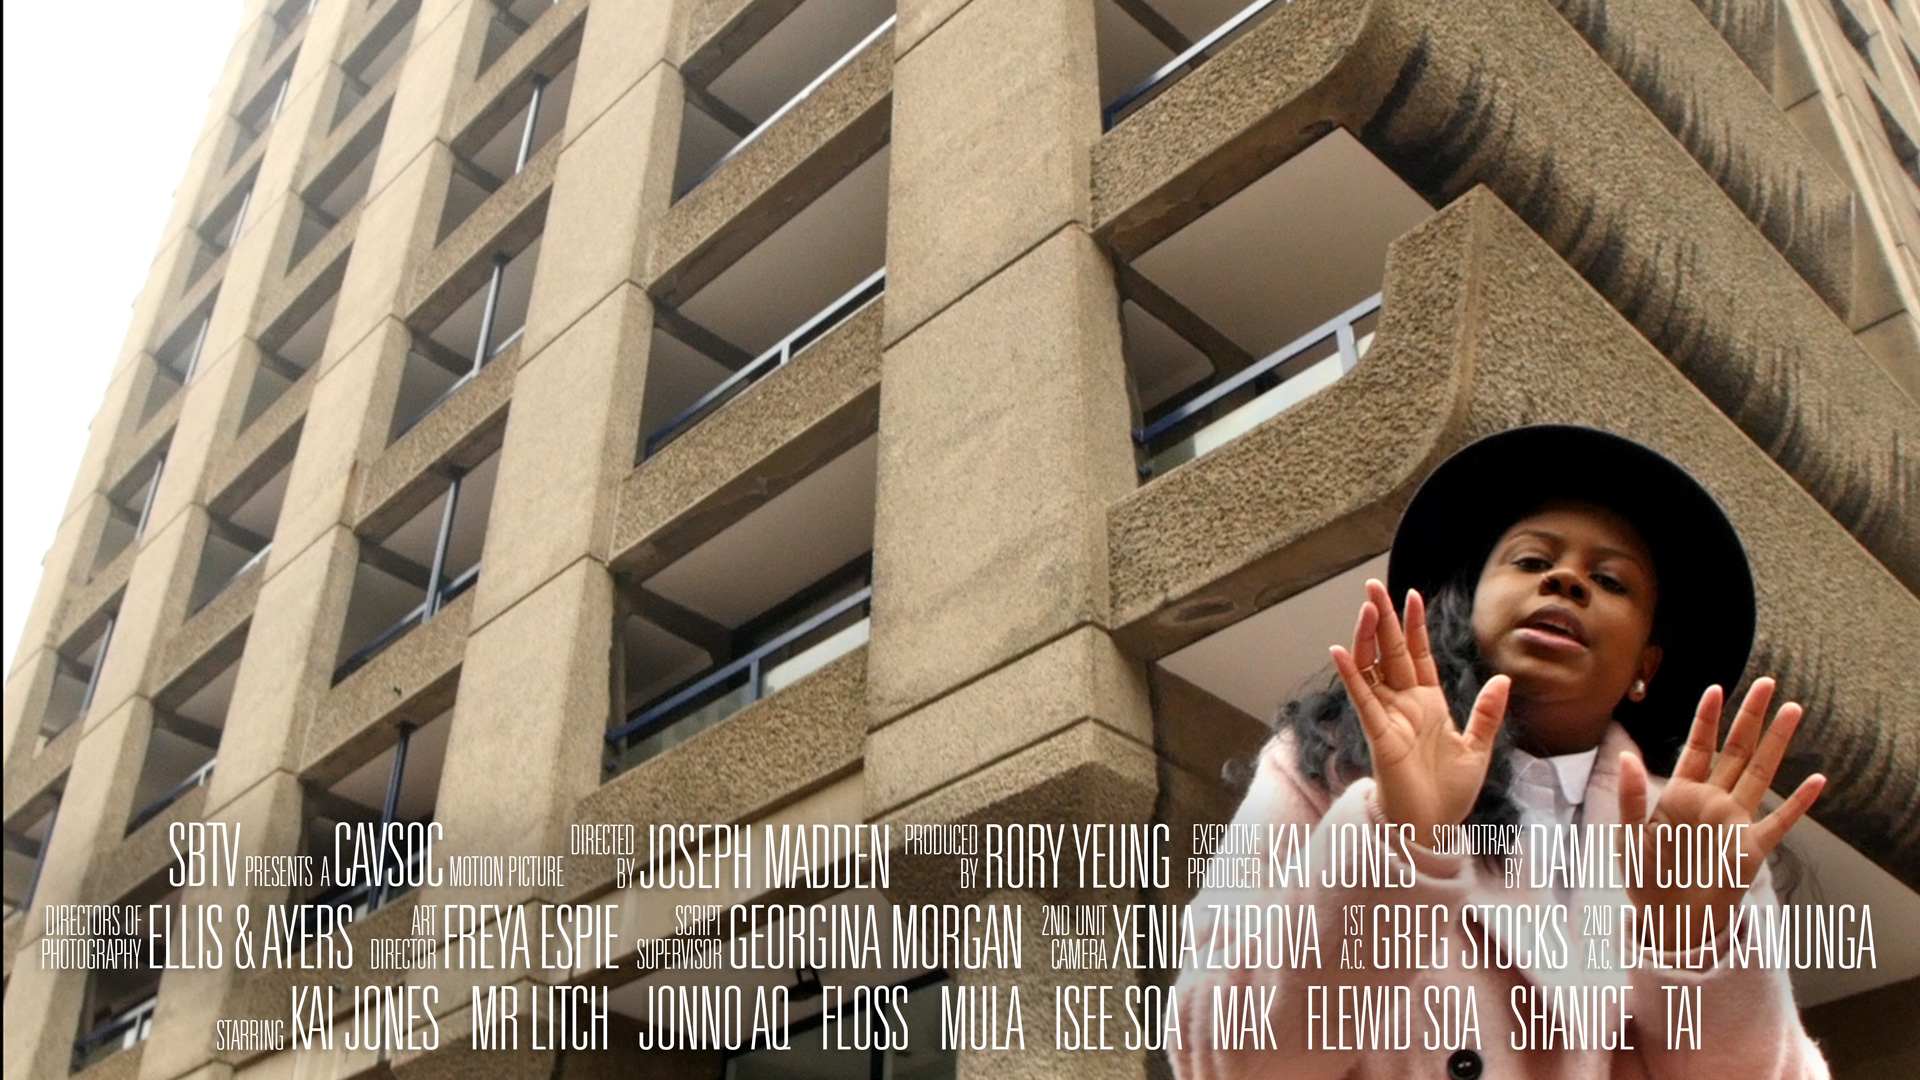 SBTV PRESENTS A CAVSOC MOTION PICTURE DIRECTED BY JOSEPH MADDEN PRODUCED BY RORY YEUNG EXECUTIVE PRODUCER KAI JONES SOUNDTRACK BY DAMIEN COOKE
DIRECTORS OF PHOTOGRAPHY ELLIS & AYERS ART DIRECTOR FREYA ESPIE SCRIPT SUPERVISOR GEORGINA MORGAN 2ND UNIT CAMERA XENIA ZUBOVA 1ST A.C. GREG STOCKS 2ND A.C. DALILA KAMUNGA
STARRING KAI JONES MR LITCH JONNO AQ FLOSS MULA ISEE SOA MAK FLEWID SOA SHANICE TAI